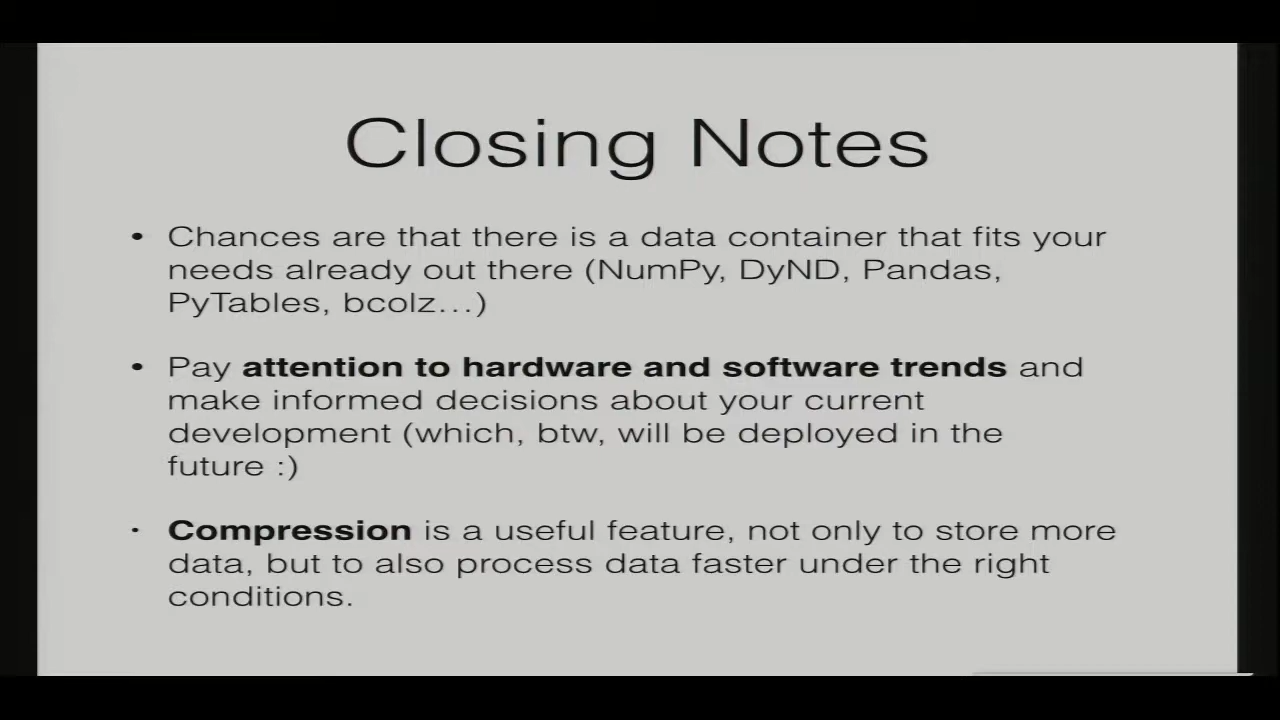 Closing Notes
• Chances are that there is a data container that fits your
needs already out there (NumPy, DyND, Pandas,
PyTables, bcolz...)
• Pay attention to hardware and software trends and
make informed decisions about your current
development (which, btw, will be deployed in the
future :)
• Compression is a useful feature, not only to store more
data, but to also process data faster under the right
conditions.